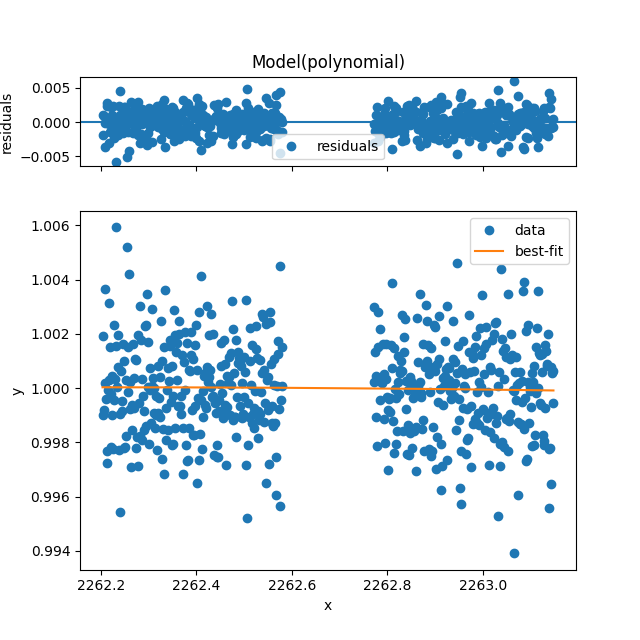 Model(polynomial)
0.005
0.000
−0.005
residuals
residuals
1.006
1.004
1.002
1.000
0.998
0.996
0.994
y
data
best-fit
2262.2 2262.4 2262.6 2262.8 2263.0
x